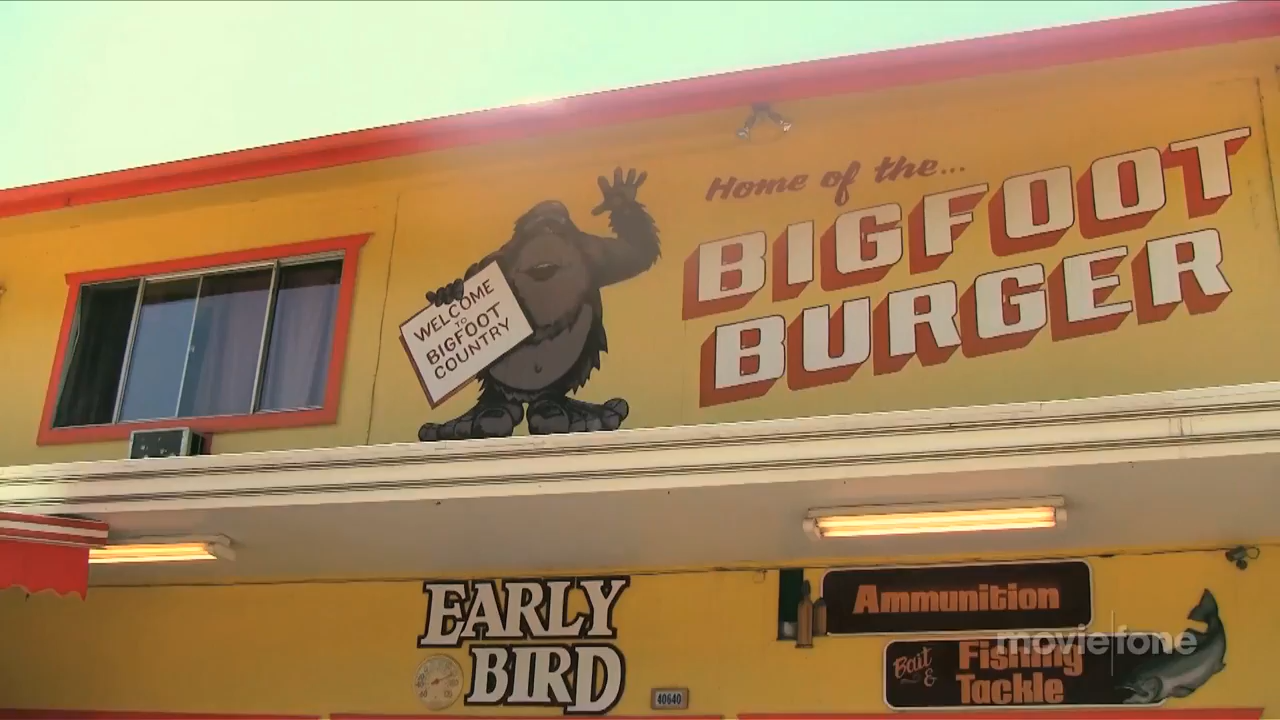 Home of the...
BIGFOOT
BURGER
WELCOME
TO
BIGFOOT
COUNTRY
EARLY
BIRD
40640
Ammunition
Bait
&
Fishing
Tackle
moviefone